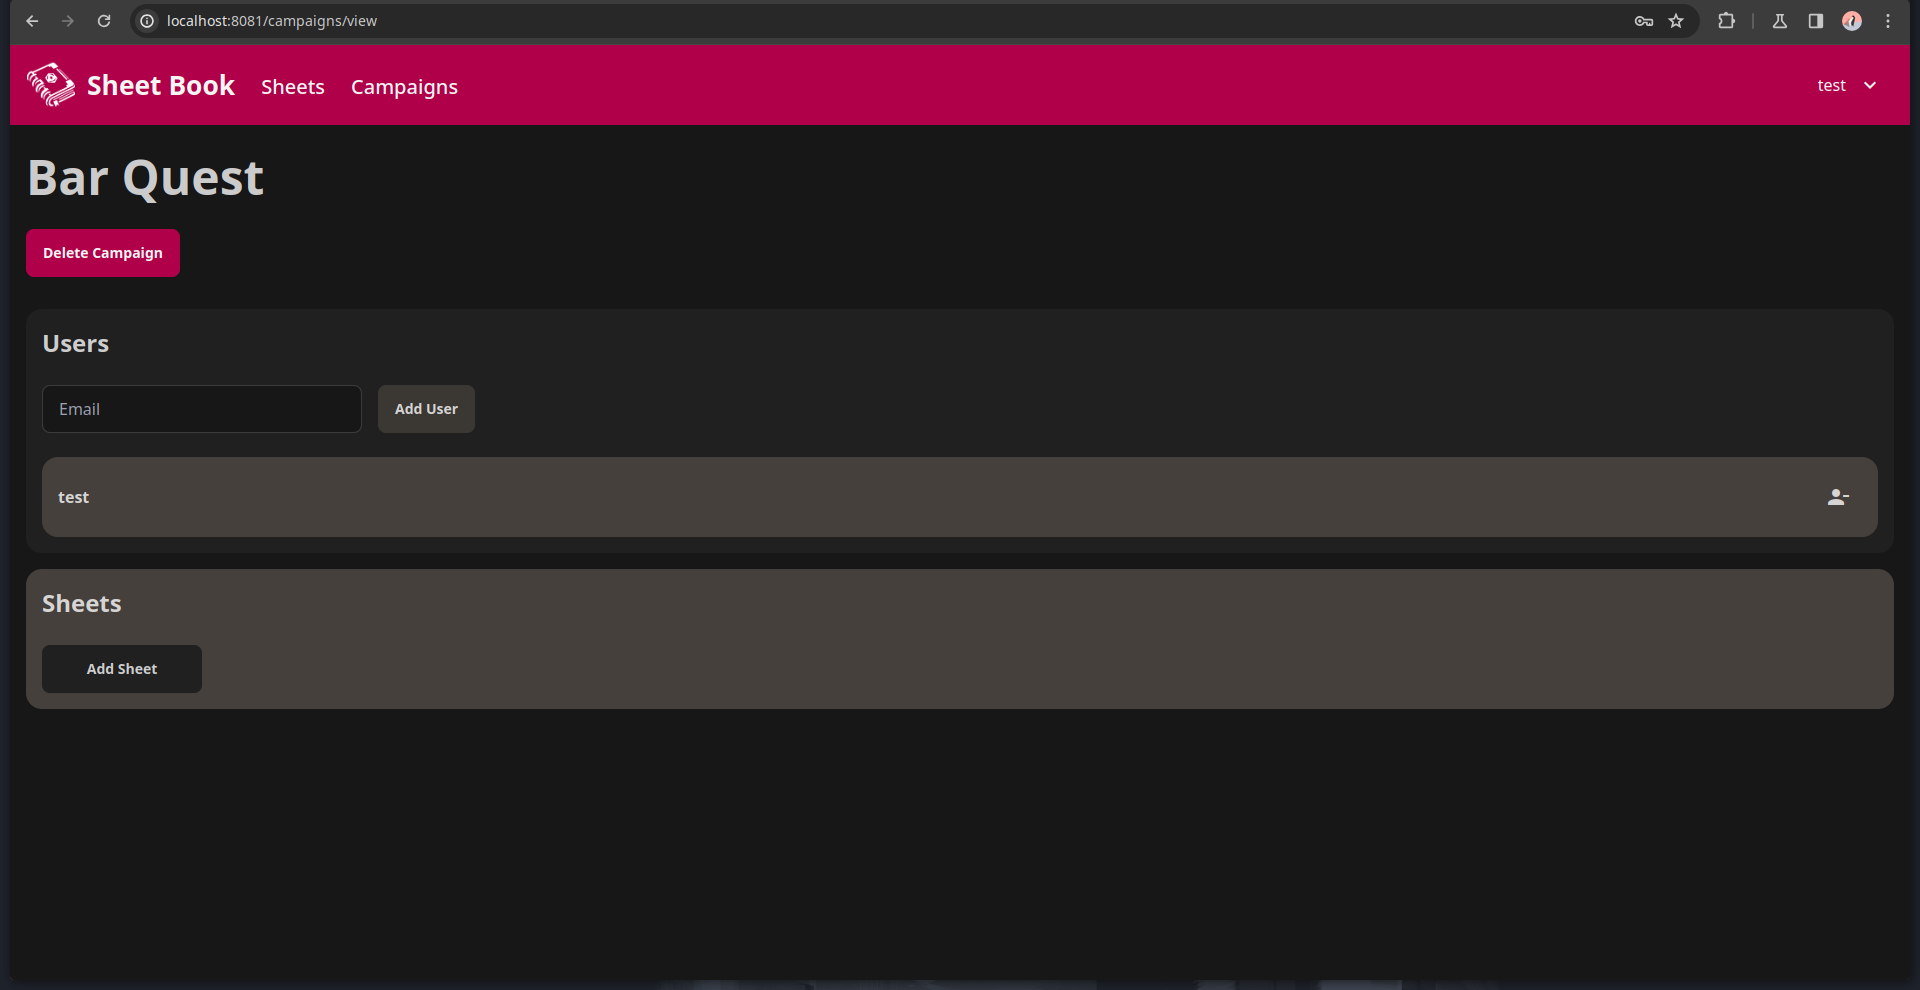 localhost:8081/campaigns/view
Sheet Book Sheets Campaigns test
Bar Quest
Delete Campaign
Users
Email Add User
test
Sheets
Add Sheet